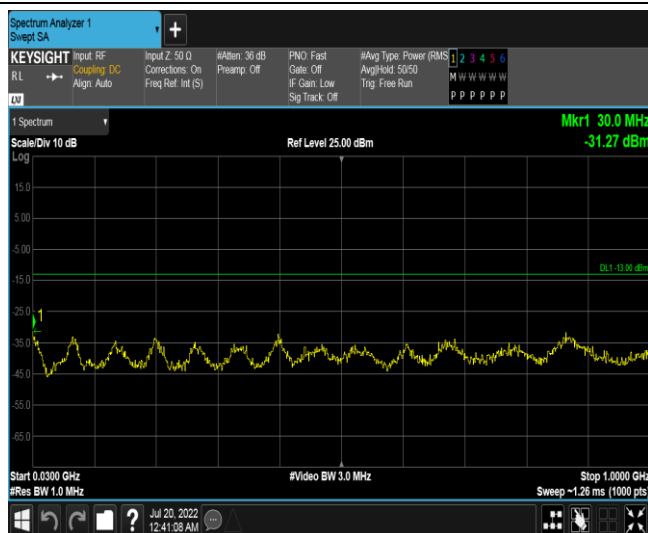 Spectrum Analyzer 1
Swept SA
+
KEYSIGHT
RL
LXI
Input: RF
Coupling: DC
Align: Auto
Input Z: 50 Ω
Corrections: On
Freq Ref: Int (S)
#Atten: 36 dB
Preamp: Off
PNO: Fast
Gate: Off
IF Gain: Low
Sig Track: Off
#Avg Type: Power (RMS
Avg|Hold: 50/50
Trig: Free Run
1 2 3 4 5 6
M W W W W W
P P P P P P
1 Spectrum
Mkr1 30.0 MHz
Scale/Div 10 dB
Ref Level 25.00 dBm
-31.27 dBm
Log
15.0
5.00
-5.00
DL1 -13.00 dBm
-15.0
-25.0
1
-35.0
-45.0
-55.0
-65.0
Start 0.0300 GHz
#Video BW 3.0 MHz
Stop 1.0000 GHz
#Res BW 1.0 MHz
Sweep ~1.26 ms (1000 pts)
?
Jul 20, 2022
12:41:08 AM